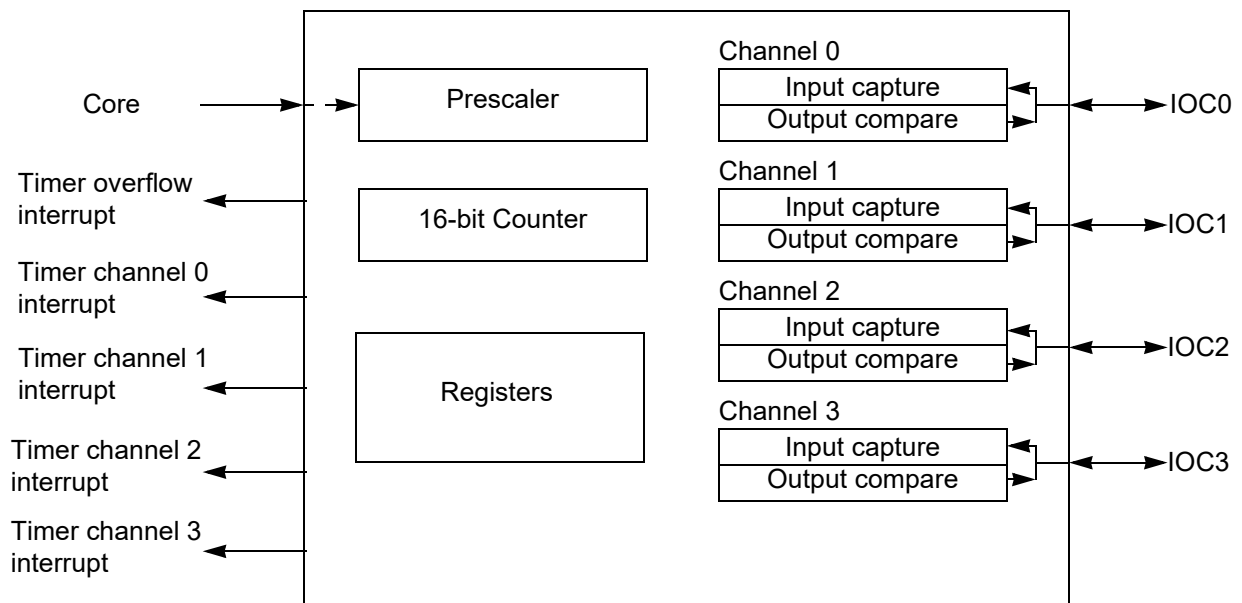 Core
Timer overflow
interrupt
Timer channel 0
interrupt
Timer channel 1
interrupt
Timer channel 2
interrupt
Timer channel 3
interrupt
Prescaler
16-bit Counter
Registers
Channel 0
Input capture
Output compare
Channel 1
Input capture
Output compare
Channel 2
Input capture
Output compare
Channel 3
Input capture
Output compare
IOC0
IOC1
IOC2
IOC3